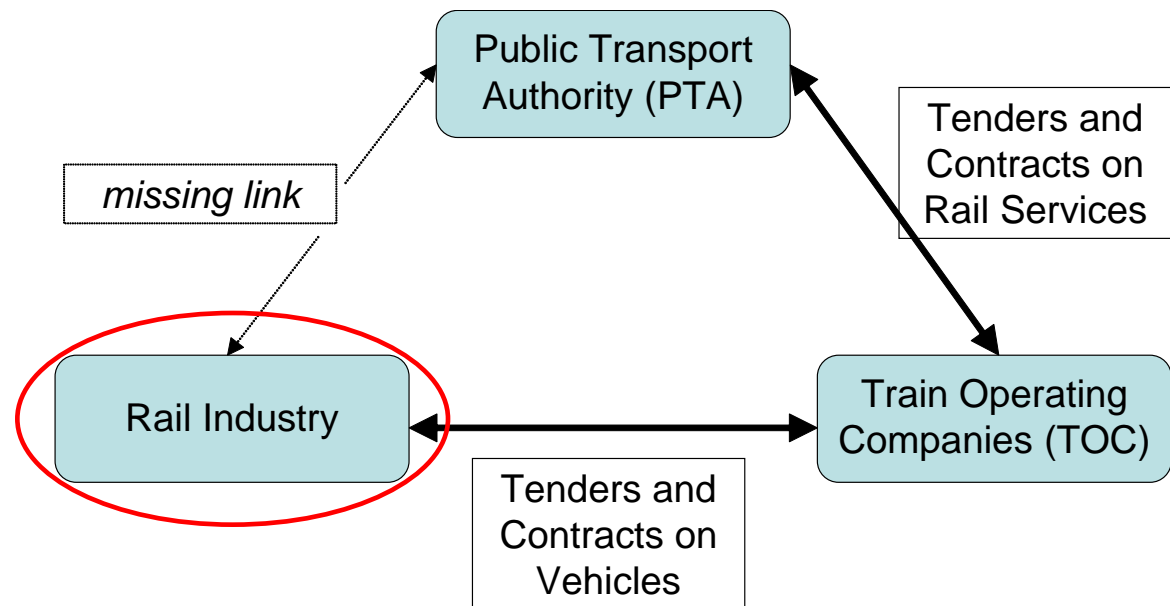 Public Transport
Authority (PTA)
Tenders and
Contracts on
Rail Services
missing link
Rail Industry
Train Operating
Companies (TOC)
Tenders and
Contracts on
Vehicles